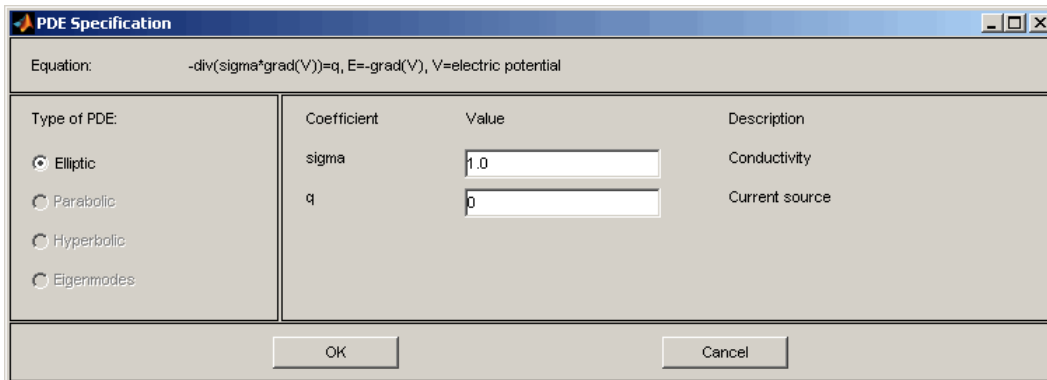 PDE Specification
Equation: -div(sigma*grad(V))=q, E=-grad(V), V=electric potential
Type of PDE:
Elliptic
Parabolic
Hyperbolic
Eigenmodes
Coefficient Value Description
sigma 1.0 Conductivity
q 0 Current source
OK Cancel